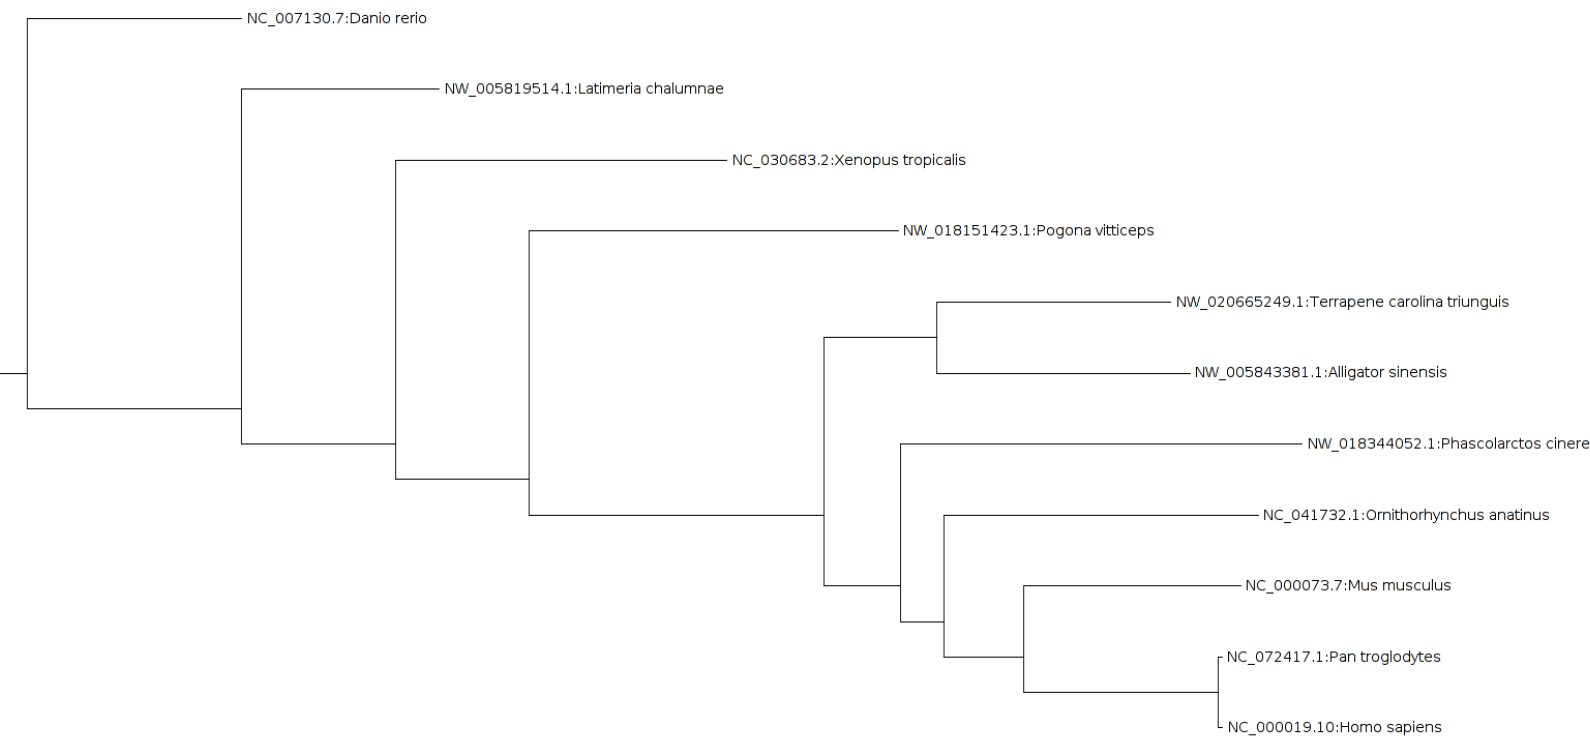 NC_007130.7:Danio rerio
NW_005819514.1:Latimeria chalumnae
NC_030683.2:Xenopus tropicalis
NW_018151423.1:Pogona vitticeps
NW_020665249.1:Terrapene carolina triunguis
NW_005843381.1:Alligator sinensis
NW_018344052.1:Phascolarctos cinere
NC_041732.1:Ornithorhynchus anatinus
NC_000073.7:Mus musculus
NC_072417.1:Pan troglodytes
NC_000019.10:Homo sapiens